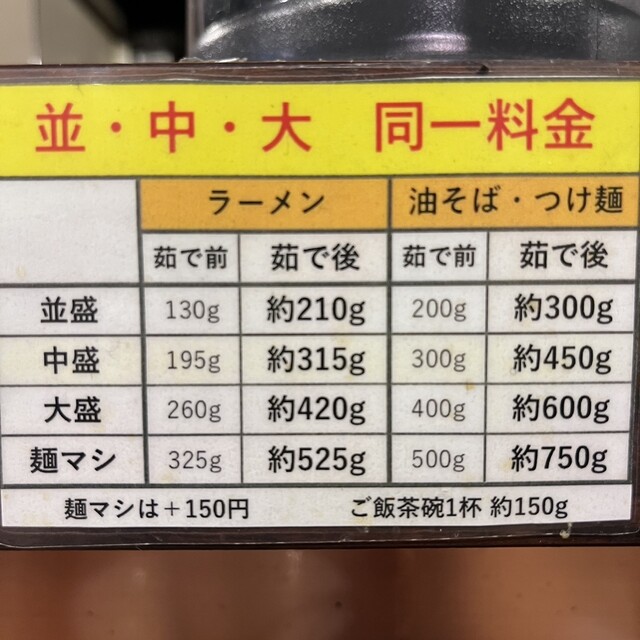 並・中・大 同一料金
ラーメン 油そば・つけ麺
茹で前 茹で後 茹で前 茹で後
並盛 130g 約210g 200g 約300g
中盛 195g 約315g 300g 約450g
大盛 260g 約420g 400g 約600g
麺マシ 325g 約525g 500g 約750g
麺マシは＋150円 ご飯茶碗1杯 約150g